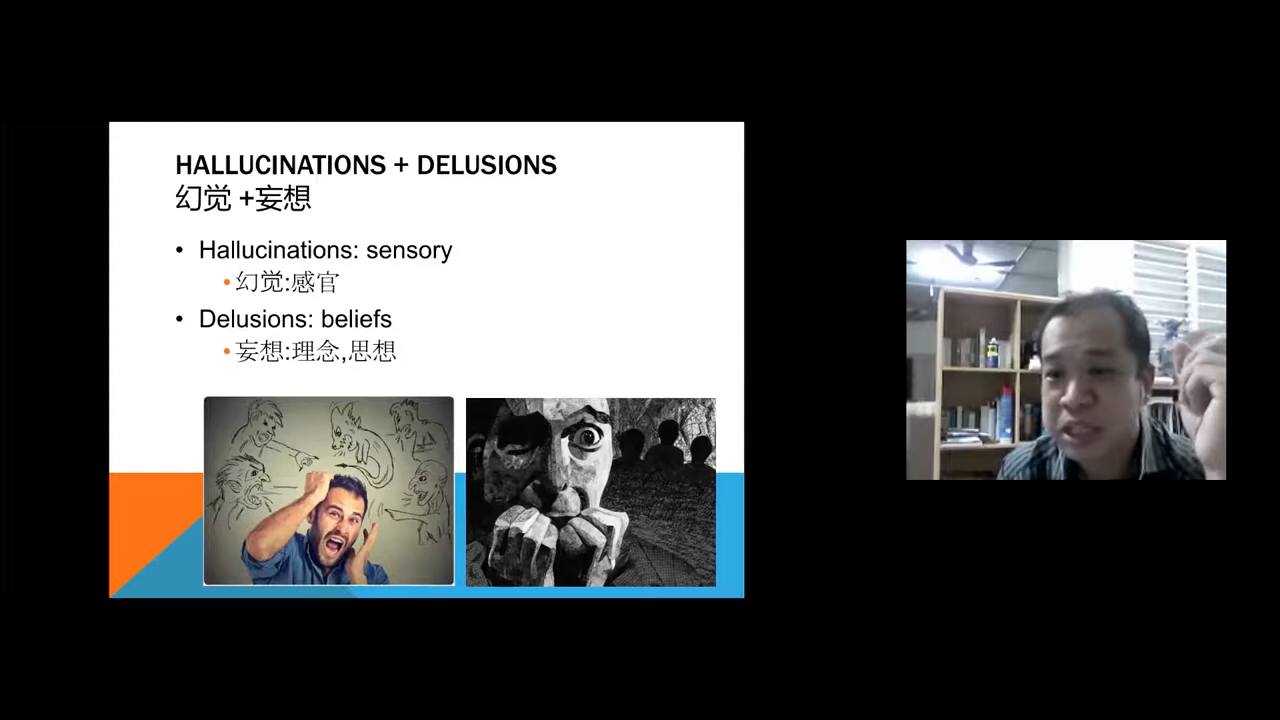 HALLUCINATIONS + DELUSIONS
幻觉 +妄想
• Hallucinations: sensory
• 幻觉:感官
• Delusions: beliefs
• 妄想:理念,思想